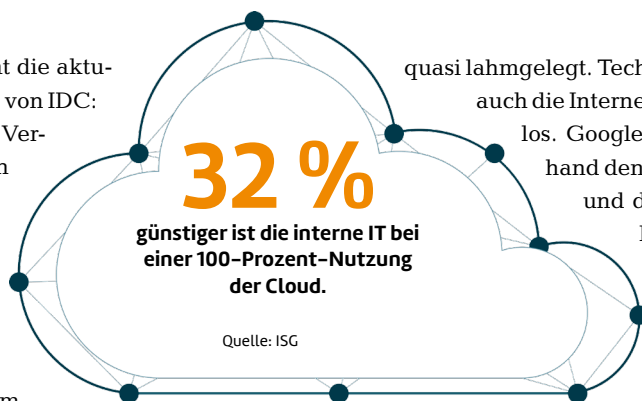 t die aktu-
von IDC:
Ver-
32 %
günstiger ist die interne IT bei
einer 100-Prozent-Nutzung
der Cloud.
Quelle: ISG
quasi lahmgelegt. Tech
auch die Interne
los. Google
hand den
und d